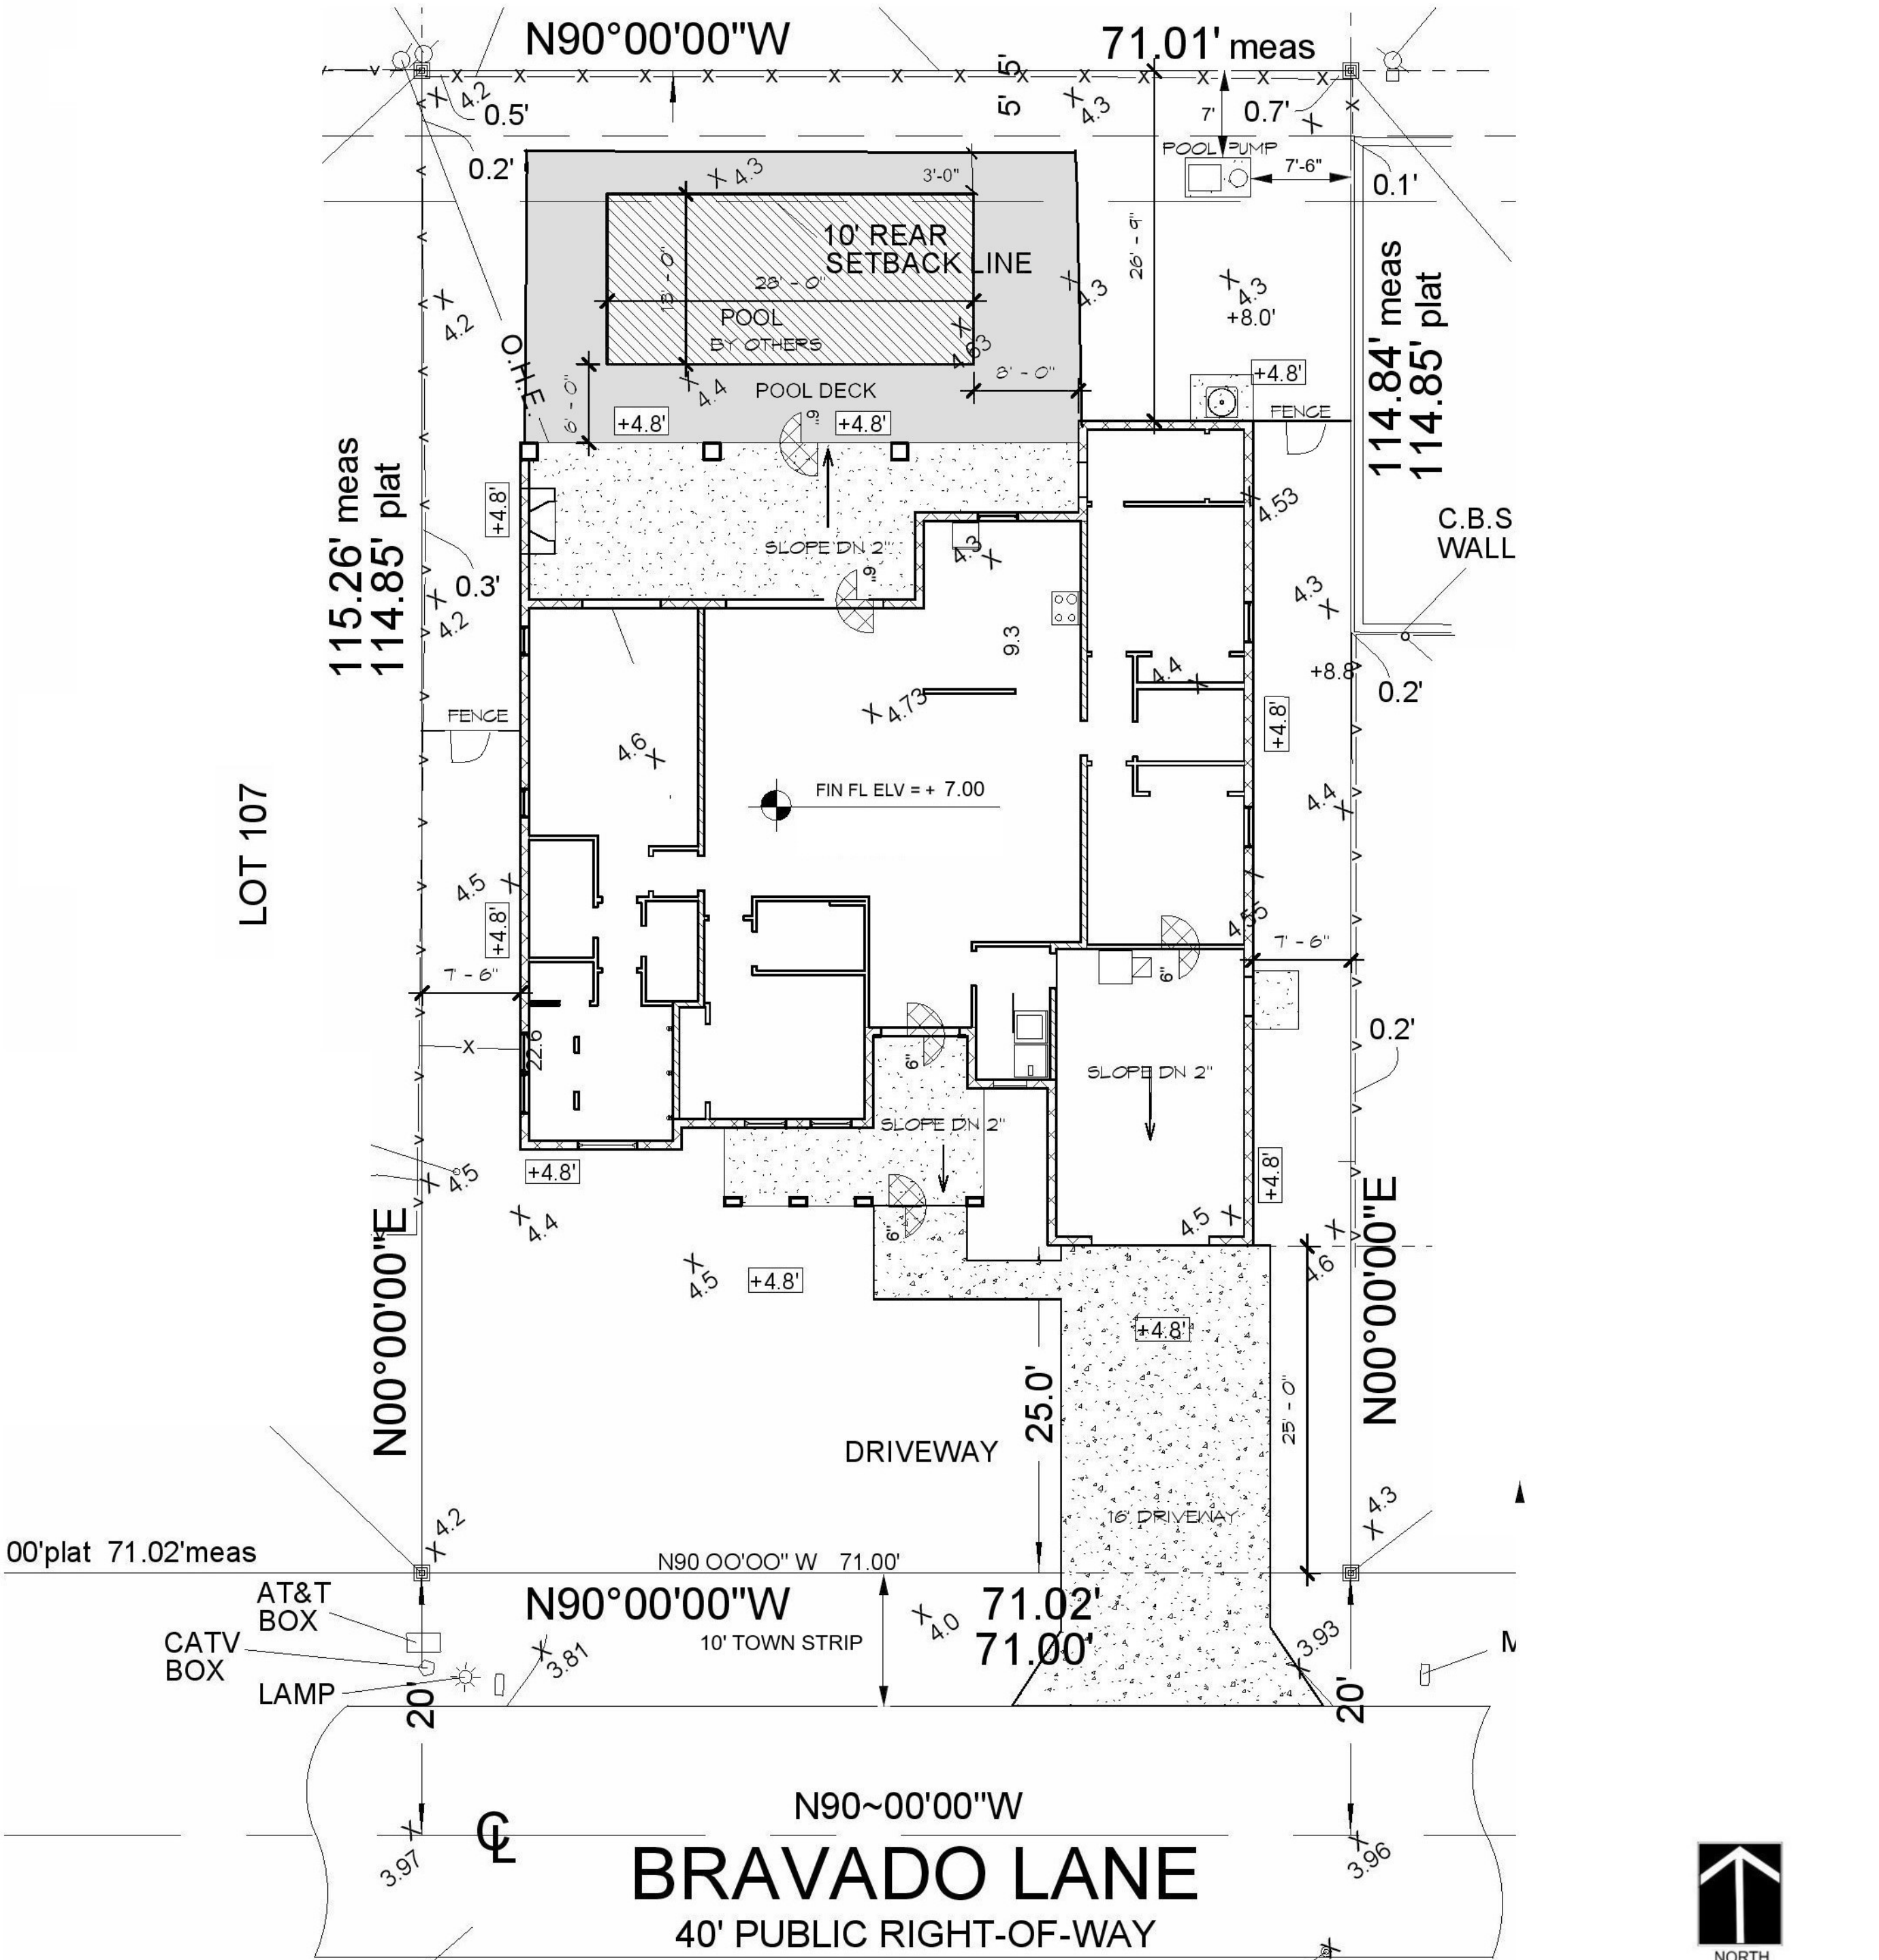 N90°00'00"W
71.01' meas
5'
5'
4.2
0.5'
4.3
7'
0.7'
0.2'
POOL PUMP
7'-6"
0.1'
4.3
3'-0"
10' REAR
SETBACK LINE
28' - 0"
POOL
BY OTHERS
4.63
4.3
26' - 9"
4.3
+8.0'
114.84' meas
114.85' plat
4.2
O.H.E.
6' - 0"
4.4
POOL DECK
8' - 0"
+4.8'
FENCE
+4.8'
6"
+4.8'
115.26' meas
114.85' plat
+4.8'
4.53
C.B.S
WALL
SLOPE DN 2"
4.3
6"
0.3'
4.2
4.3
9.3
4.4
+8.8
0.2'
4.73
FENCE
+4.8'
4.6
FIN FL ELV = + 7.00
4.4
LOT 107
4.5
+4.8'
4.55
7' - 6"
7' - 6"
6"
22.6
0.2'
6"
SLOPE DN 2"
SLOPE DN 2"
+4.8'
4.5
+4.8'
4.4
6"
4.5
N00°00'00"E
N00°00'00"E
4.5
+4.8'
4.6
+4.8'
25.0'
25' - 0"
DRIVEWAY
4.2
4.3
16' DRIVEWAY
00'plat 71.02'meas
N90 00'00" W 71.00'
N90°00'00"W
71.02'
AT&T
BOX
4.0
10' TOWN STRIP
71.00'
3.93
CATV
BOX
3.81
LAMP
20'
20'
N90~00'00"W
CL
3.97
BRAVADO LANE
3.96
40' PUBLIC RIGHT-OF-WAY
NORTH